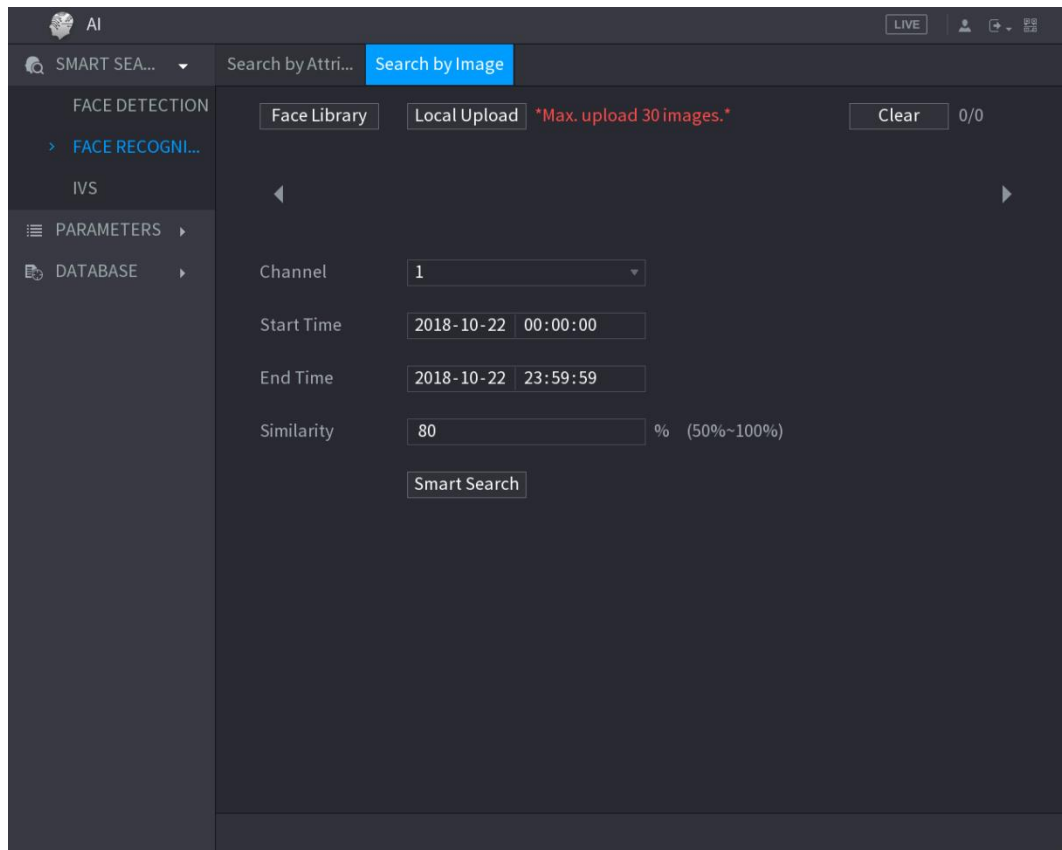 AI LIVE
SMART SEA... Search by Attri... Search by Image
FACE DETECTION
Face Library Local Upload *Max. upload 30 images.* Clear 0/0
> FACE RECOGNI...
IVS
PARAMETERS
DATABASE
Channel 1
Start Time 2018-10-22 00:00:00
End Time 2018-10-22 23:59:59
Similarity 80 % (50%~100%)
Smart Search